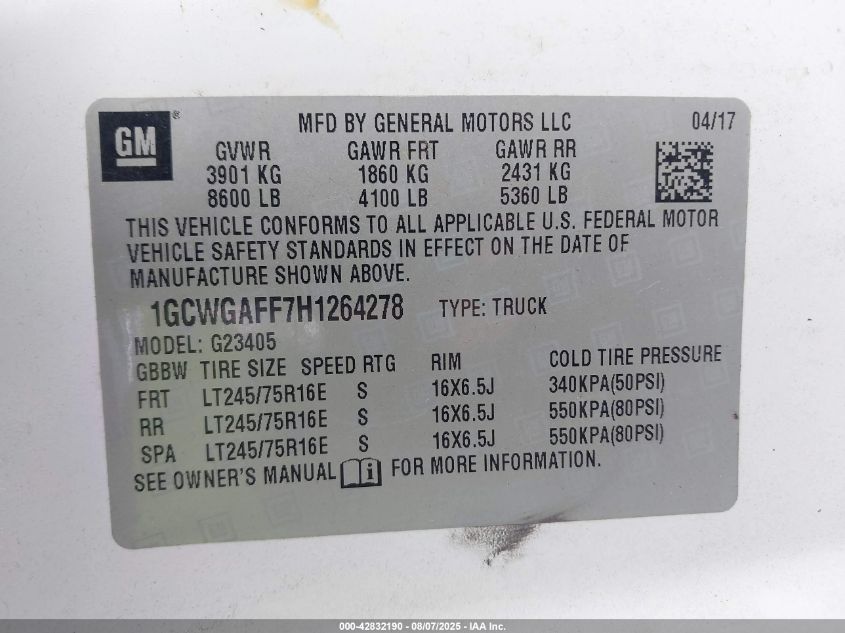 GM ®
MFD BY GENERAL MOTORS LLC 04/17
GVWR GAWR FRT GAWR RR
3901 KG 1860 KG 2431 KG
8600 LB 4100 LB 5360 LB
THIS VEHICLE CONFORMS TO ALL APPLICABLE U.S. FEDERAL MOTOR
VEHICLE SAFETY STANDARDS IN EFFECT ON THE DATE OF
MANUFACTURE SHOWN ABOVE.
1GCWGAFF7H1264278 TYPE: TRUCK
MODEL: G23405
GBBW TIRE SIZE SPEED RTG RIM COLD TIRE PRESSURE
FRT LT245/75R16E S 16X6.5J 340KPA(50PSI)
RR LT245/75R16E S 16X6.5J 550KPA(80PSI)
SPA LT245/75R16E S 16X6.5J 550KPA(80PSI)
SEE OWNER'S MANUAL i FOR MORE INFORMATION.
000-42832190 - 08/07/2025 - IAA Inc.